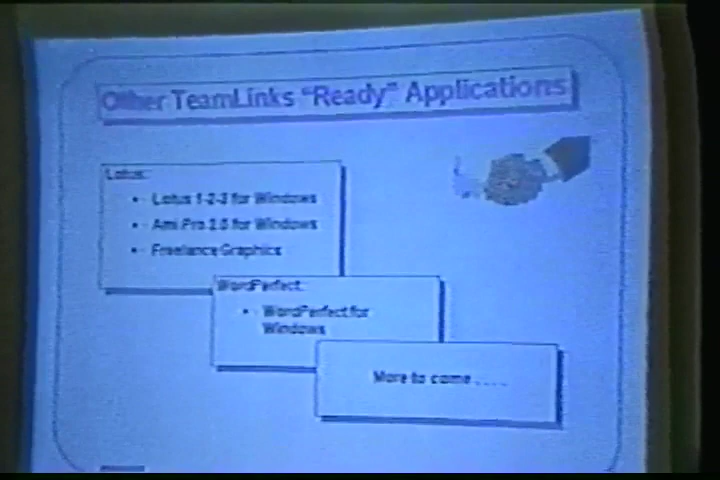 Other TeamLinks “Ready” Applications
Lotus:
• Lotus 1-2-3 for Windows
• Ami Pro 2.0 for Windows
• Freelance Graphics
WordPerfect:
• WordPerfect for
Windows
More to come . . . .